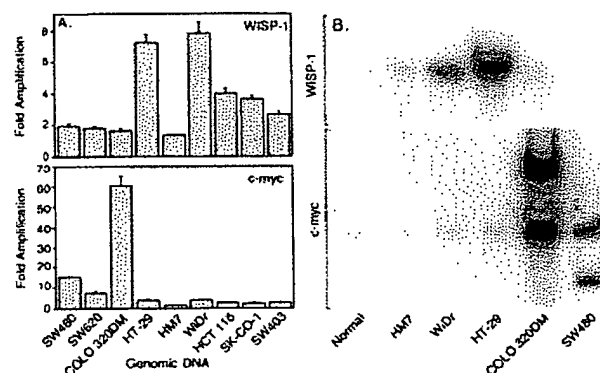 A.
WISP-1
Fold Amplification
8
6
4
2
0
c-myc
Fold Amplification
70
60
50
40
30
20
10
0
SW480
SW620
COLO 320DM
HT-29
HM7
WiDr
HCT 116
SK-CO-1
SW403
Genomic DNA
B.
WISP-1
c-myc
Normal
HM7
WiDr
HT-29
COLO 320DM
SW480